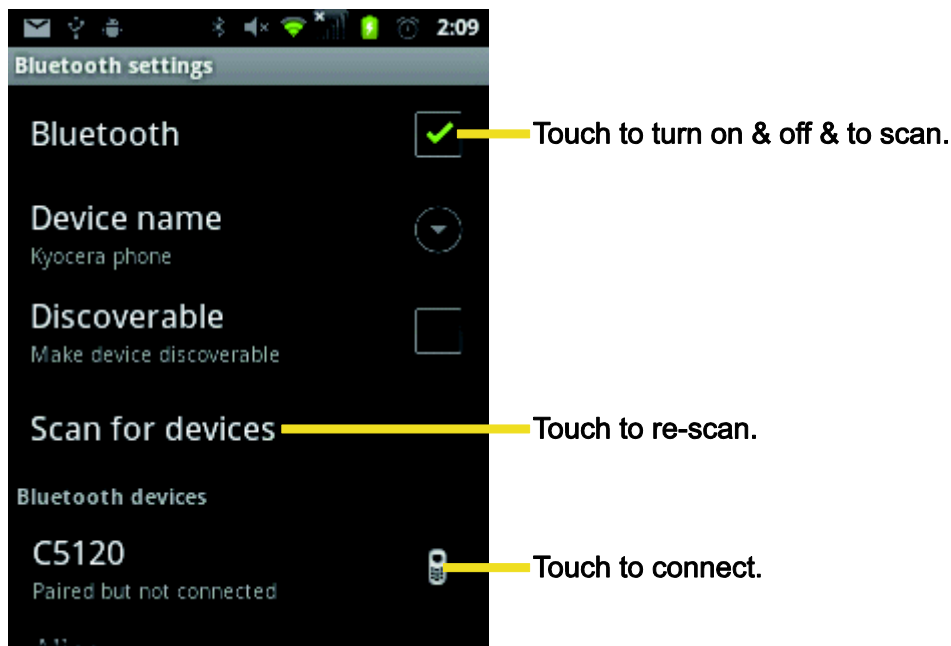 2:09
Bluetooth settings
Bluetooth
Touch to turn on & off & to scan.
Device name
Kyocera phone
Discoverable
Make device discoverable
Scan for devices
Touch to re-scan.
Bluetooth devices
C5120
Paired but not connected
Touch to connect.